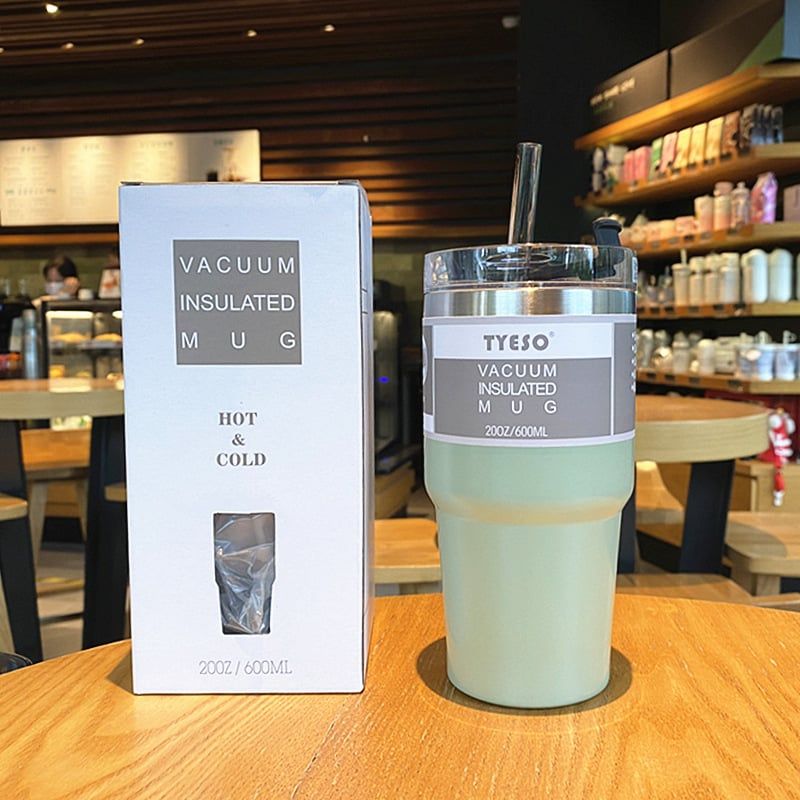 VACUUM
INSULATED
MUG
HOT
&
COLD
20OZ / 600ML
TYESO®
VACUUM
INSULATED
MUG
20OZ/600ML